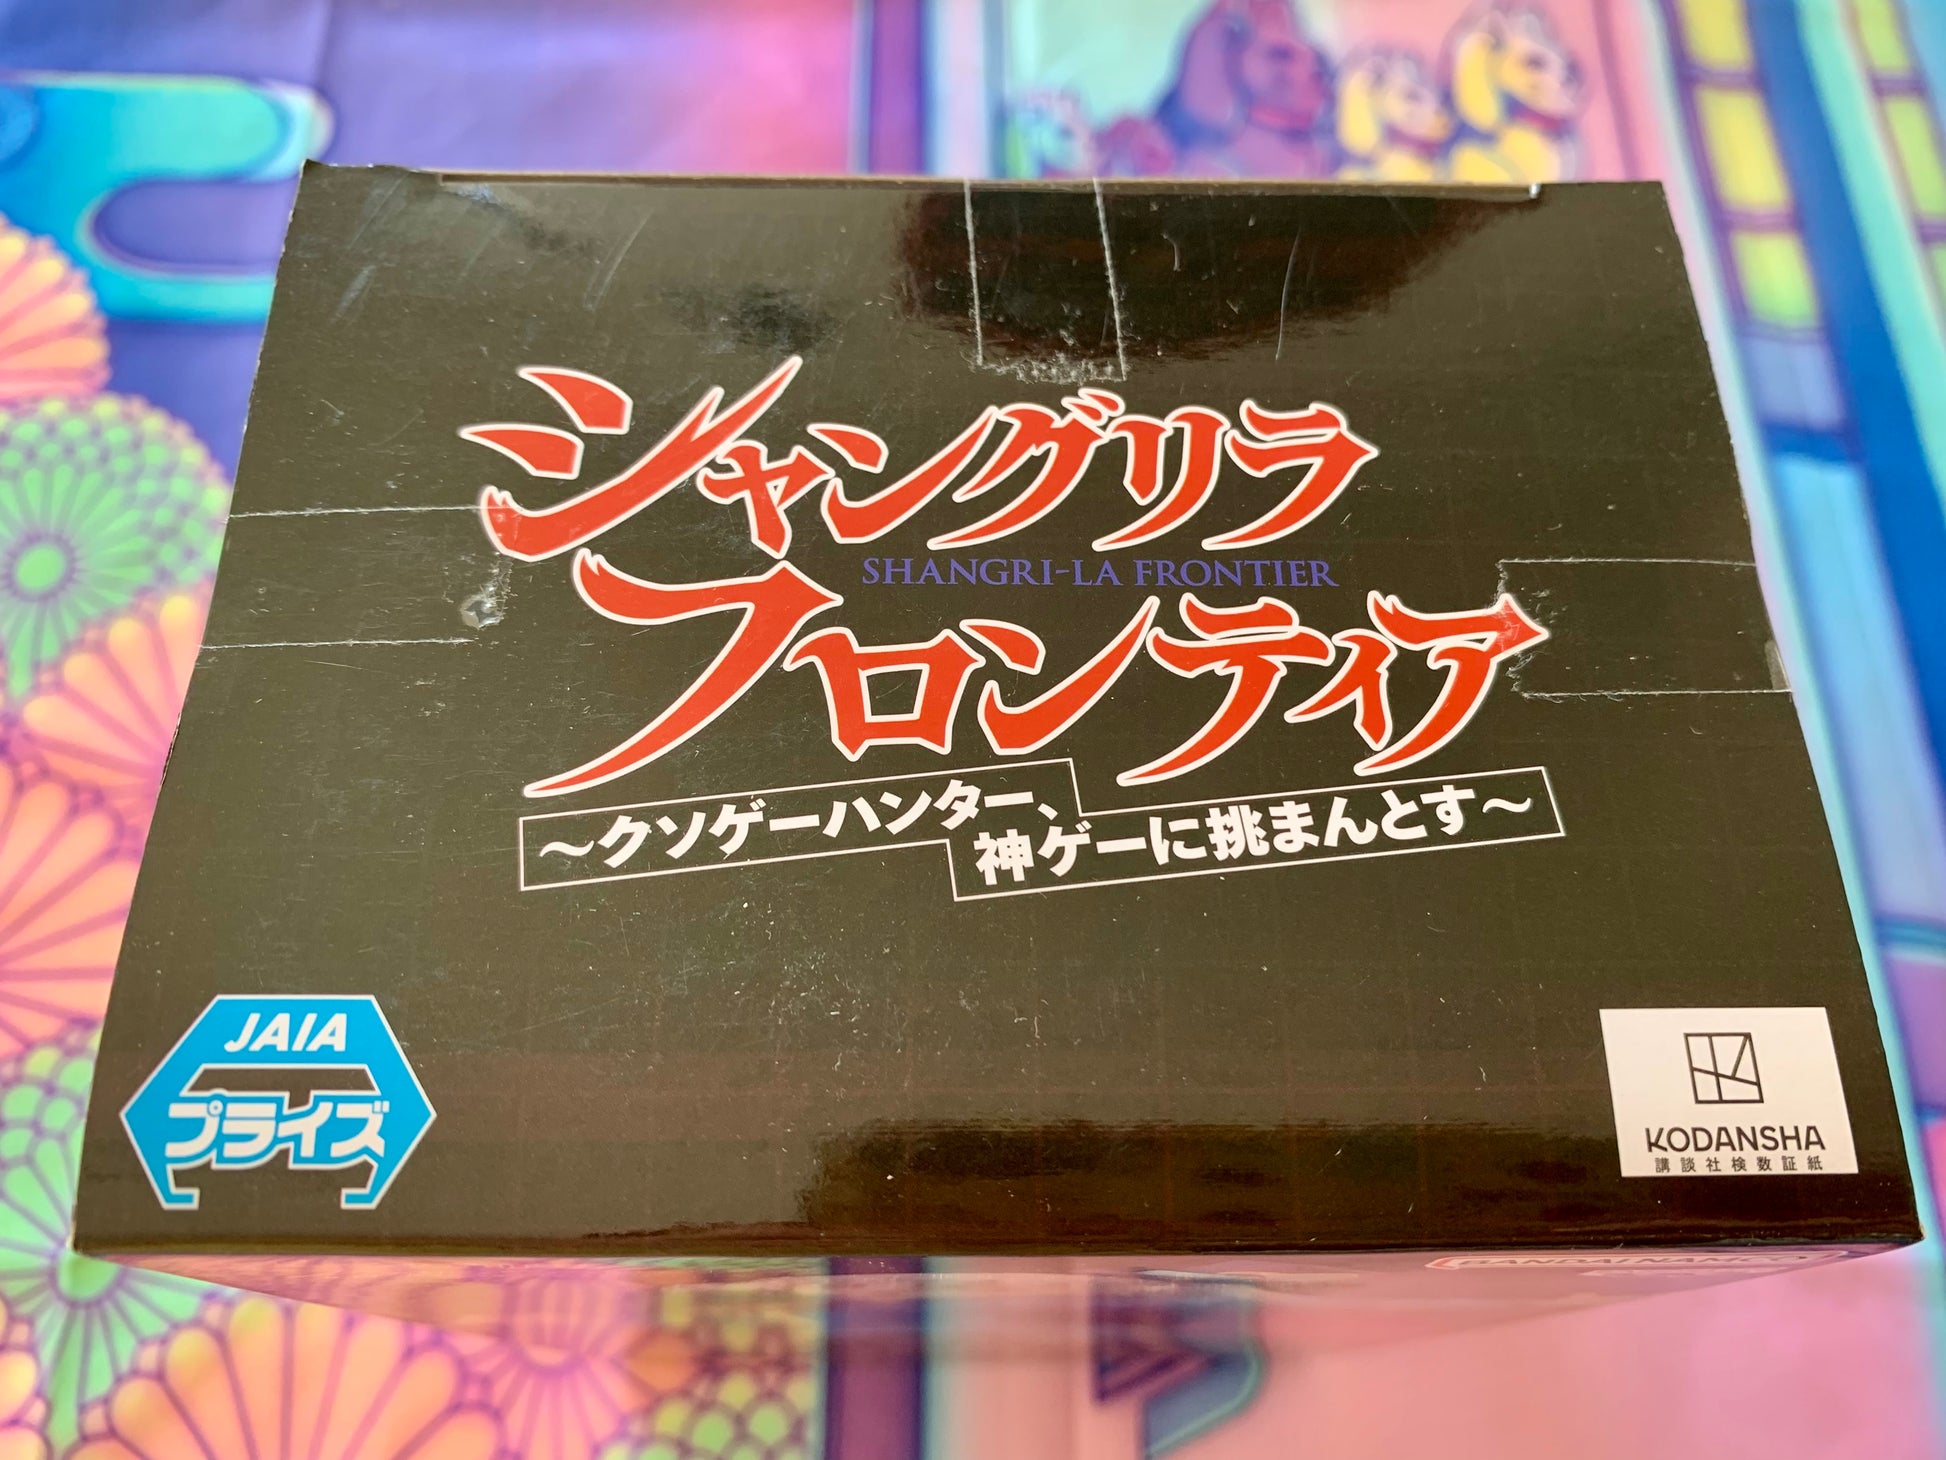 シャングリラ
SHANGRI-LA FRONTIER
フロンティア
～クソゲーハンター、
神ゲーに挑まんとす～
JAIA
プライズ
KODANSHA
講談社検数証紙
BANDAI NAMCO